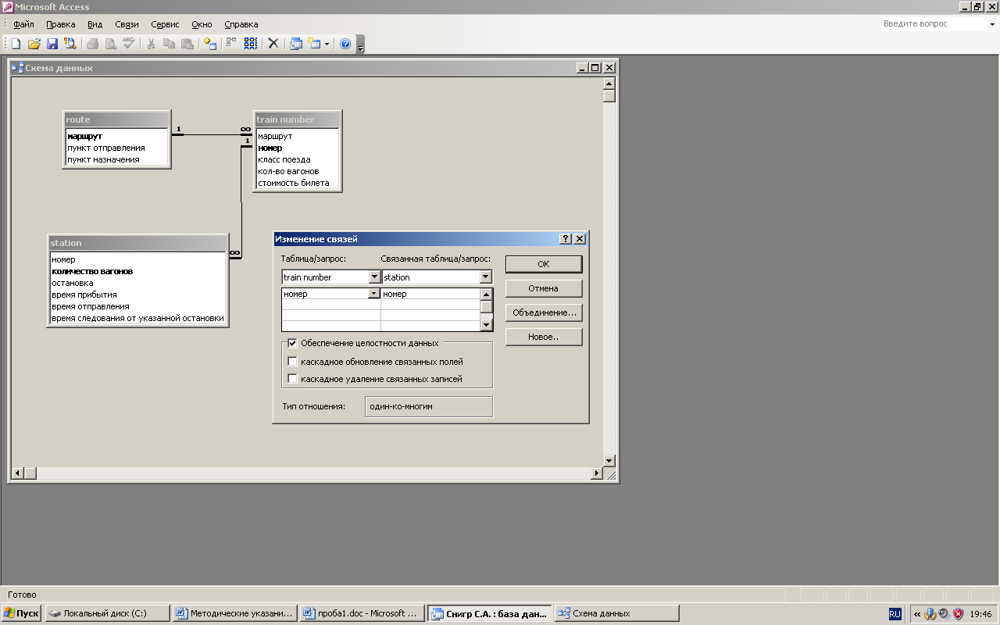 Microsoft Access
Файл Правка Вид Связи Сервис Окно Справка
Введите вопрос
Схема данных
route
маршрут
пункт отправления
пункт назначения
1
∞
1
train number
маршрут
номер
класс поезда
кол-во вагонов
стоимость билета
station
номер
количество вагонов
остановка
время прибытия
время отправления
время следования от указанной остановки
∞
Изменение связей
Таблица/запрос: Связанная таблица/запрос:
train number station
номер номер
ОК
Отмена
Объединение...
Новое..
Обеспечение целостности данных
каскадное обновление связанных полей
каскадное удаление связанных записей
Тип отношения: один-ко-многим
Готово
Пуск Локальный диск (C:) Методические указани... проба1.doc - Microsoft ... Снигр С.А. : база дан... Схема данных RU « 19:46